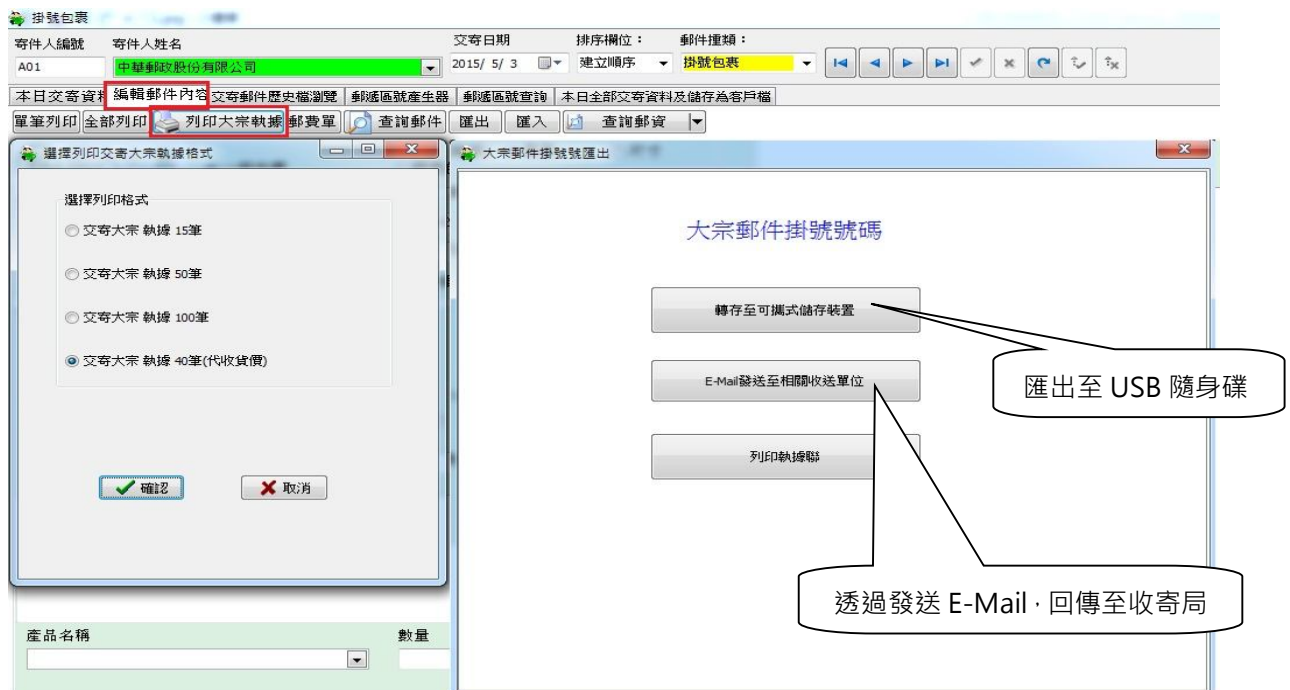 掛號包裹
寄件人編號 寄件人姓名 交寄日期 排序欄位： 郵件種類：
A01 中華郵政股份有限公司 2015/ 5/ 3 建立順序 掛號包裹
本日交寄資料 編輯郵件內容 交寄郵件歷史檔瀏覽 郵遞區號產生器 郵遞區號查詢 本日全部交寄資料及儲存為客戶檔
單筆列印 全部列印 列印大宗執據 郵費單 查詢郵件 匯出 匯入 查詢郵資
選擇列印交寄大宗執據格式
選擇列印格式
交寄大宗 執據 15筆
交寄大宗 執據 50筆
交寄大宗 執據 100筆
交寄大宗 執據 40筆(代收貨價)
確認 取消
大宗郵件掛號號匯出
大宗郵件掛號號碼
轉存至可攜式儲存裝置
E-Mail發送至相關收送單位
列印執據聯
匯出至 USB 隨身碟
透過發送 E-Mail，回傳至收寄局
產品名稱 數量